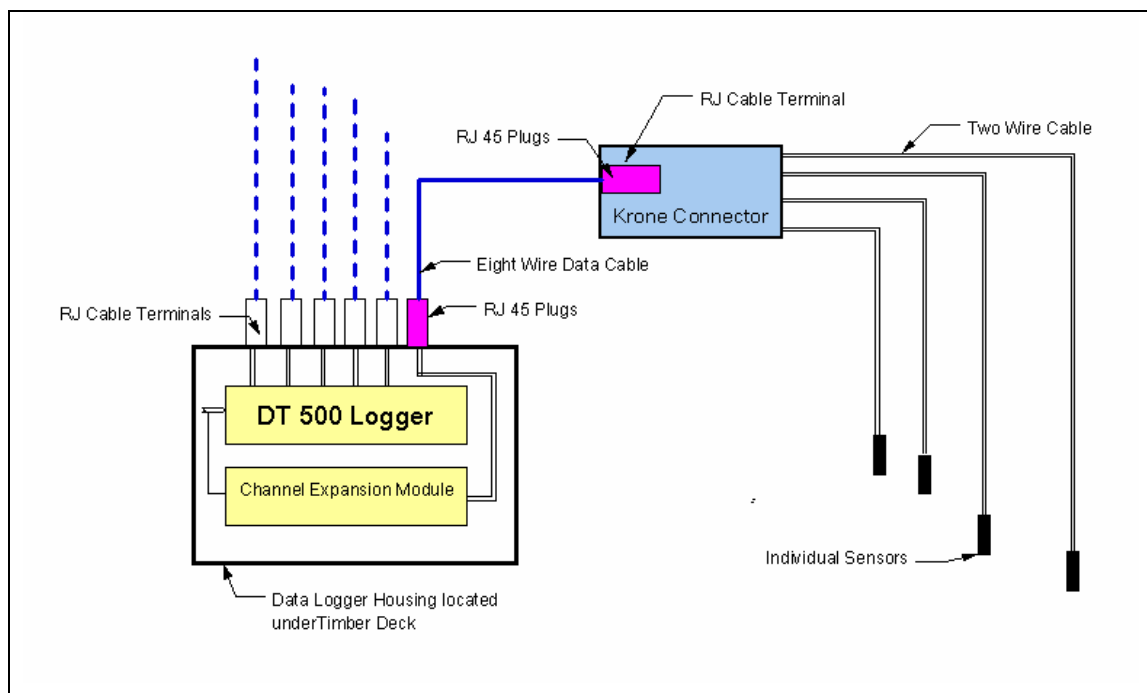 RJ Cable Terminal
RJ 45 Plugs
Two Wire Cable
Krone Connector
Eight Wire Data Cable
RJ Cable Terminals
RJ 45 Plugs
DT 500 Logger
Channel Expansion Module
Individual Sensors
Data Logger Housing located
underTimber Deck